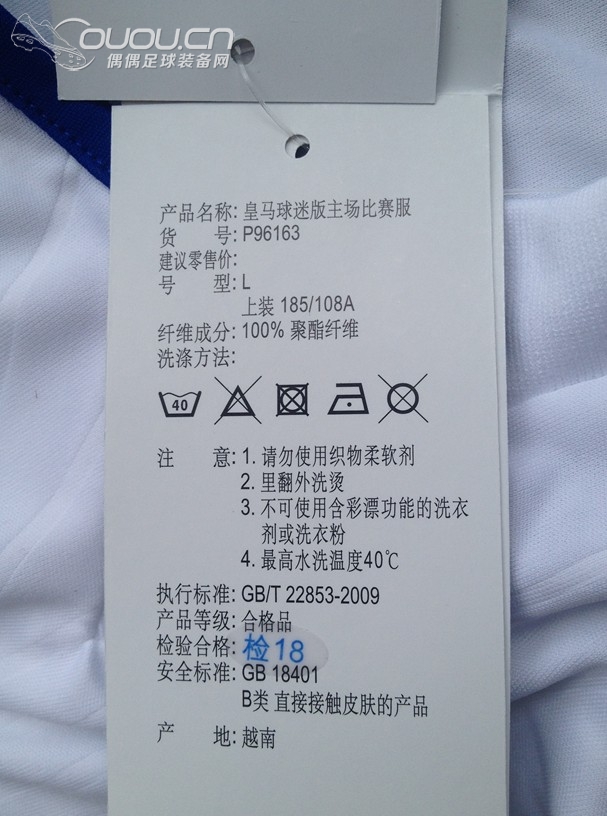 ouou.cn
偶偶足球装备网
产品名称: 皇马球迷版主场比赛服
货 号: P96163
建议零售价:
号 型: L
上装 185/108A
纤维成分: 100% 聚酯纤维
洗涤方法:
40
注 意: 1. 请勿使用织物柔软剂
2. 里翻外洗烫
3. 不可使用含彩漂功能的洗衣
剂或洗衣粉
4. 最高水洗温度40℃
执行标准: GB/T 22853-2009
产品等级: 合格品
检验合格: 检18
安全标准: GB 18401
B类 直接接触皮肤的产品
产 地: 越南